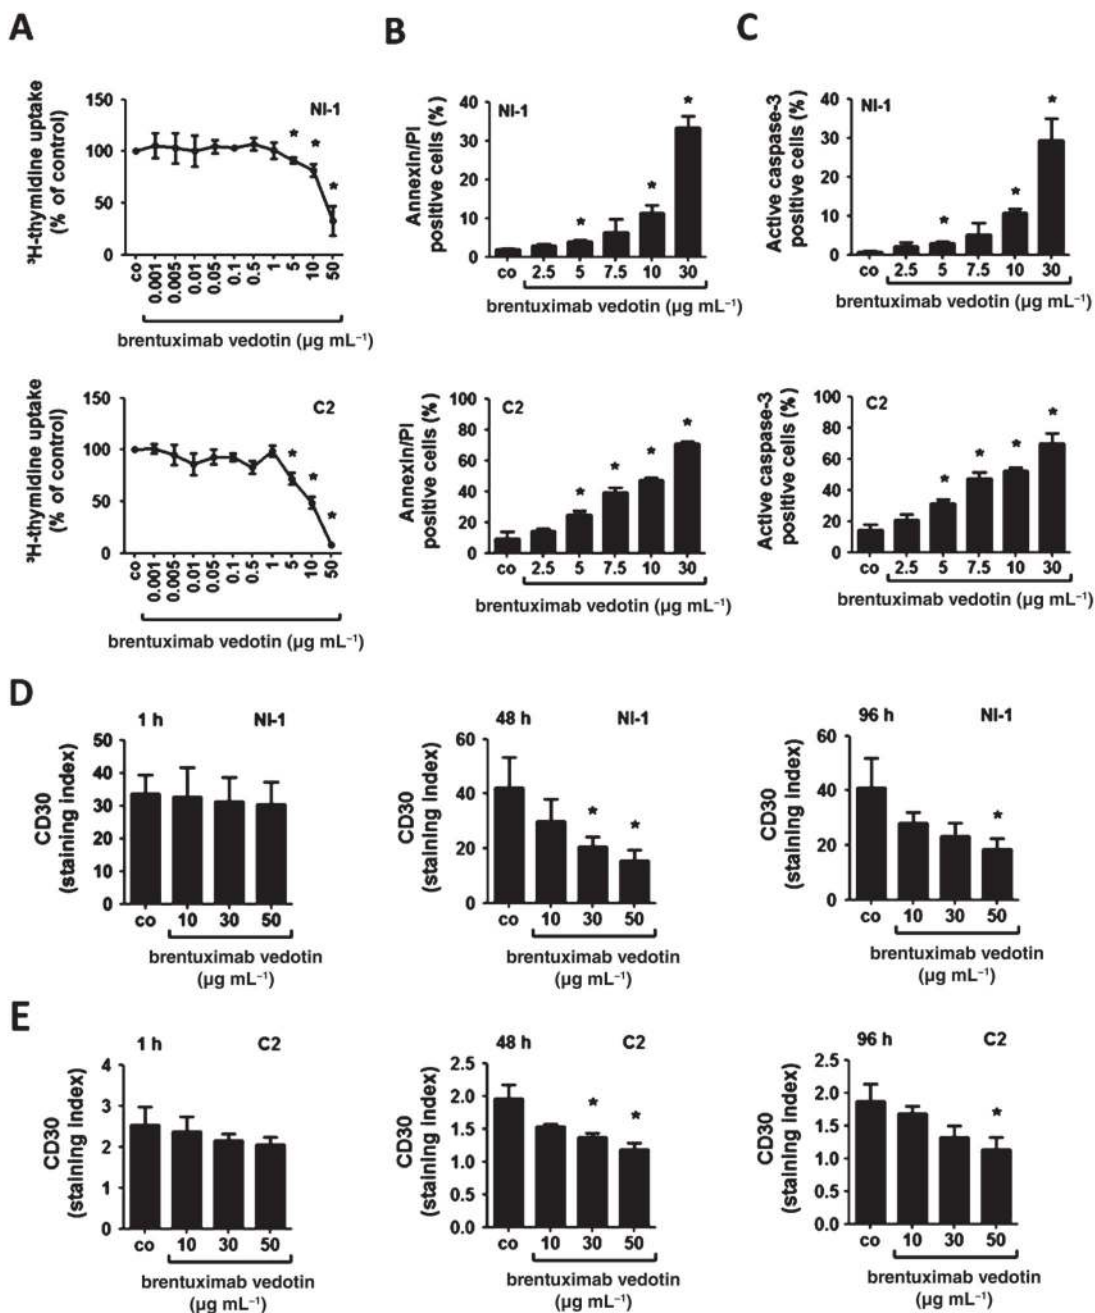 A
B
C
³H-thymidine uptake
(% of control)
150
100
50
0
NI-1
* * *
co 0.001 0.005 0.01 0.05 0.1 0.5 1 5 10 50
brentuximab vedotin (µg mL⁻¹)
Annexin/PI
positive cells (%)
40
30
20
10
0
NI-1
* * *
co 2.5 5 7.5 10 30
brentuximab vedotin (µg mL⁻¹)
Active caspase-3
positive cells (%)
40
30
20
10
0
NI-1
* * *
co 2.5 5 7.5 10 30
brentuximab vedotin (µg mL⁻¹)
³H-thymidine uptake
(% of control)
150
100
50
0
C2
* * *
co 0.001 0.005 0.01 0.05 0.1 0.5 1 5 10 50
brentuximab vedotin (µg mL⁻¹)
Annexin/PI
positive cells (%)
100
80
60
40
20
0
C2
* * * *
co 2.5 5 7.5 10 30
brentuximab vedotin (µg mL⁻¹)
Active caspase-3
positive cells (%)
100
80
60
40
20
0
C2
* * * *
co 2.5 5 7.5 10 30
brentuximab vedotin (µg mL⁻¹)
D
1 h NI-1
CD30
(staining index)
50
40
30
20
10
0
co 10 30 50
brentuximab vedotin
(µg mL⁻¹)
48 h NI-1
CD30
(staining index)
60
40
20
0
* *
co 10 30 50
brentuximab vedotin
(µg mL⁻¹)
96 h NI-1
CD30
(staining index)
60
40
20
0
*
co 10 30 50
brentuximab vedotin
(µg mL⁻¹)
E
1 h C2
CD30
(staining index)
4
3
2
1
0
co 10 30 50
brentuximab vedotin
(µg mL⁻¹)
48 h C2
CD30
(staining index)
2.5
2.0
1.5
1.0
0.5
0.0
* *
co 10 30 50
brentuximab vedotin
(µg mL⁻¹)
96 h C2
CD30
(staining index)
2.5
2.0
1.5
1.0
0.5
0.0
*
co 10 30 50
brentuximab vedotin
(µg mL⁻¹)